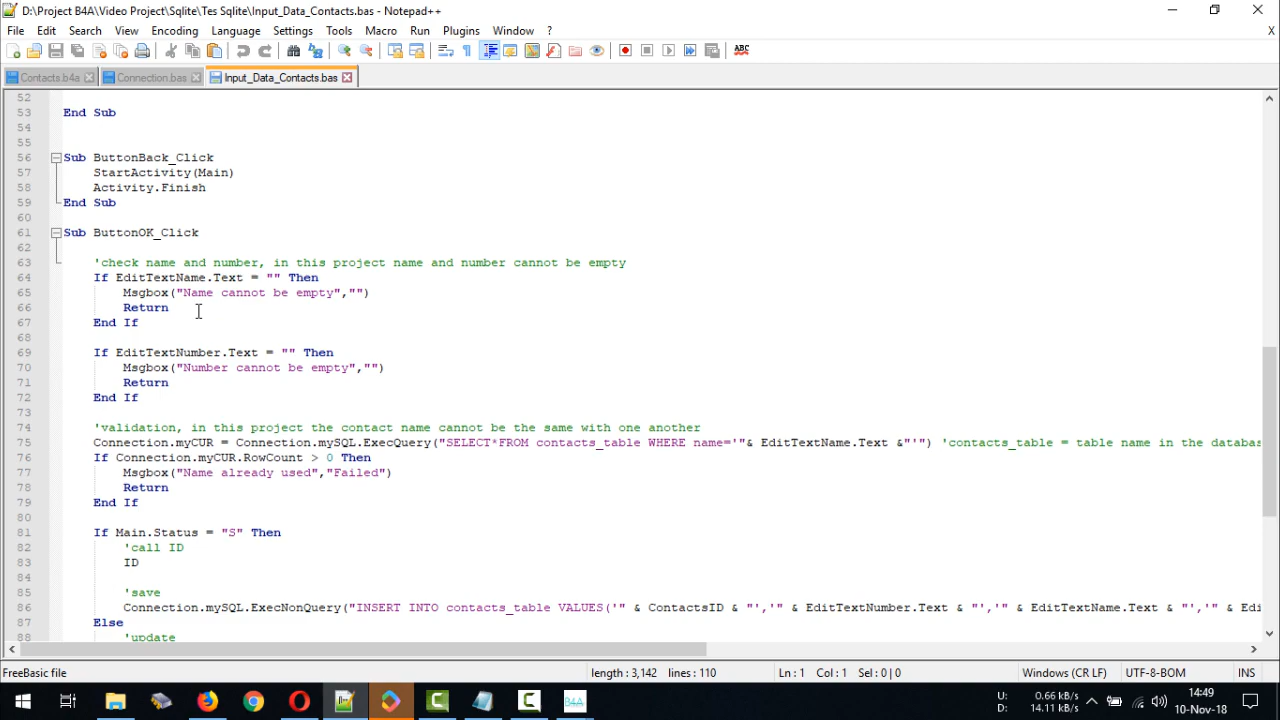 D:\Project B4A\Video Project\Sqlite\Tes Sqlite\Input_Data_Contacts.bas - Notepad++
File Edit Search View Encoding Language Settings Tools Macro Run Plugins Window ? X
Contacts.b4a Connection.bas Input_Data_Contacts.bas
52
53 End Sub
54
55
56 Sub ButtonBack_Click
57 StartActivity(Main)
58 Activity.Finish
59 End Sub
60
61 Sub ButtonOK_Click
62
63 'check name and number, in this project name and number cannot be empty
64 If EditTextName.Text = "" Then
65 Msgbox("Name cannot be empty","")
66 Return
67 End If
68
69 If EditTextNumber.Text = "" Then
70 Msgbox("Number cannot be empty","")
71 Return
72 End If
73
74 'validation, in this project the contact name cannot be the same with one another
75 Connection.myCUR = Connection.mySQL.ExecQuery("SELECT*FROM contacts_table WHERE name='"& EditTextName.Text &"'") 'contacts_table = table name in the databas
76 If Connection.myCUR.RowCount > 0 Then
77 Msgbox("Name already used","Failed")
78 Return
79 End If
80
81 If Main.Status = "S" Then
82 'call ID
83 ID
84
85 'save
86 Connection.mySQL.ExecNonQuery("INSERT INTO contacts_table VALUES('" & ContactsID & "','" & EditTextNumber.Text & "','" & EditTextName.Text & "','" & Edi
87 Else
88 'update
FreeBasic file length : 3,142 lines : 110 Ln : 1 Col : 1 Sel : 0 | 0 Windows (CR LF) UTF-8-BOM INS
U: 0.66 kB/s 14:49
D: 14.11 kB/s 10-Nov-18
B4A